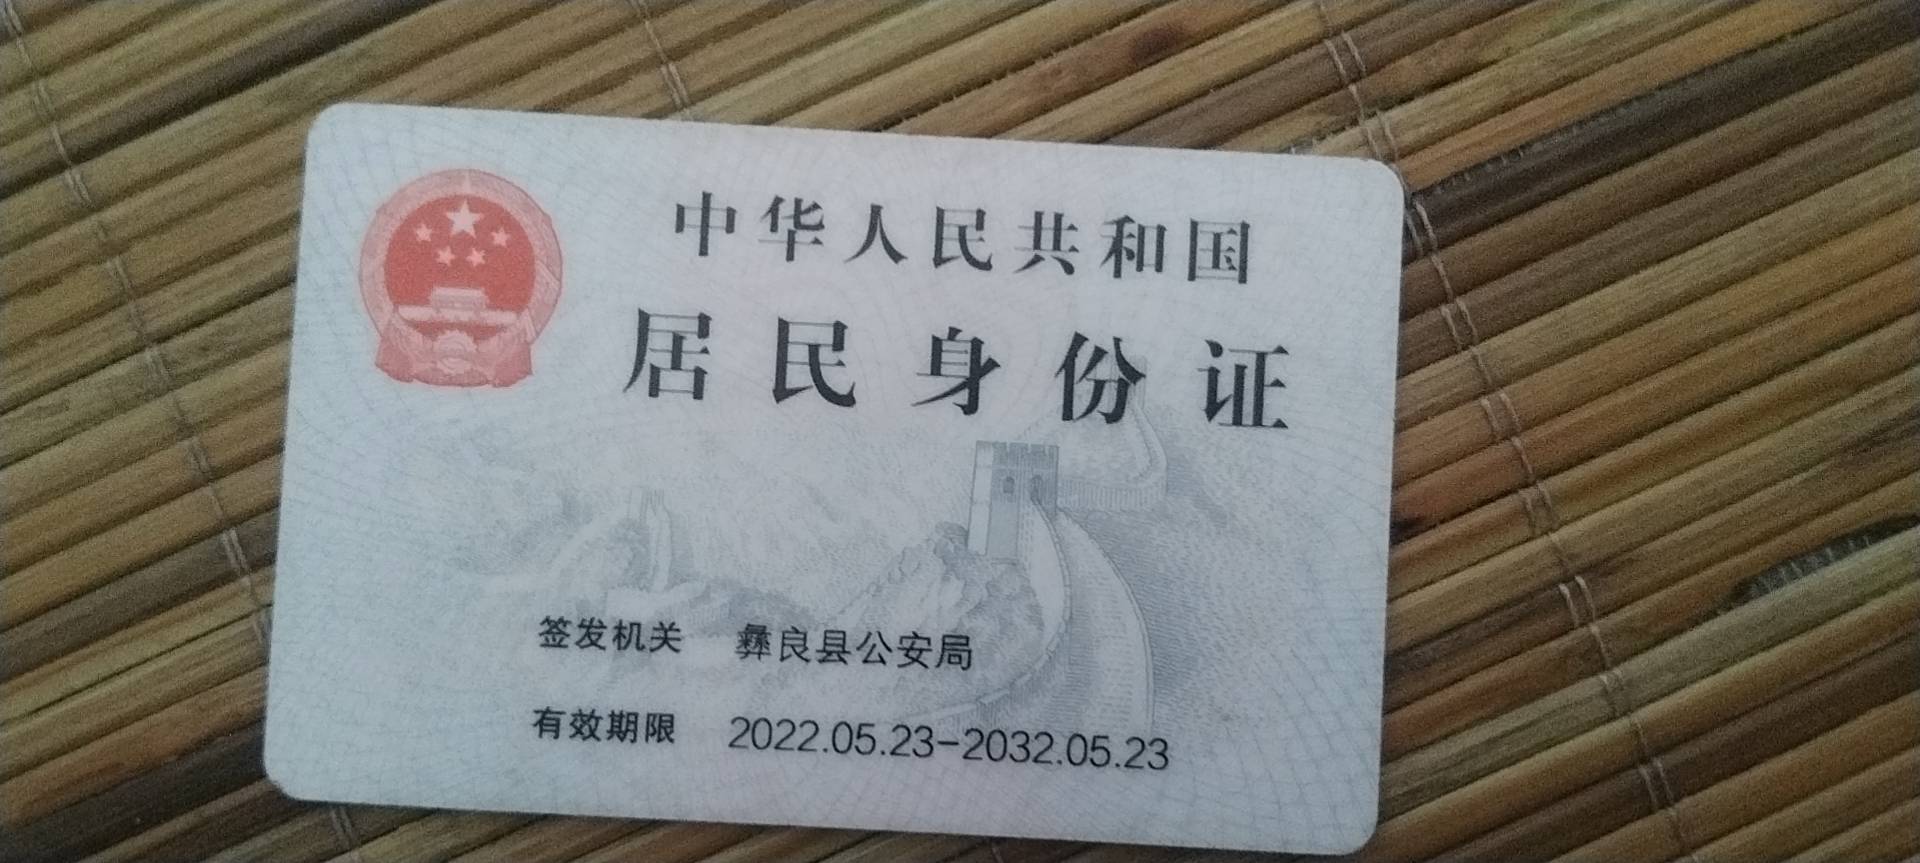 中华人民共和国
居民身份证
签发机关 彝良县公安局
有效期限 2022.05.23-2032.05.23